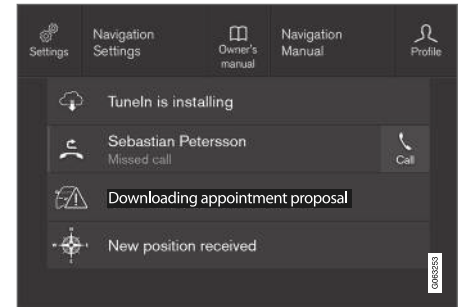 Settings
Navigation
Settings
Owner's
manual
Navigation
Manual
Profile
TuneIn is installing
Sebastian Petersson
Missed call
Call
Downloading appointment proposal
New position received
G063253